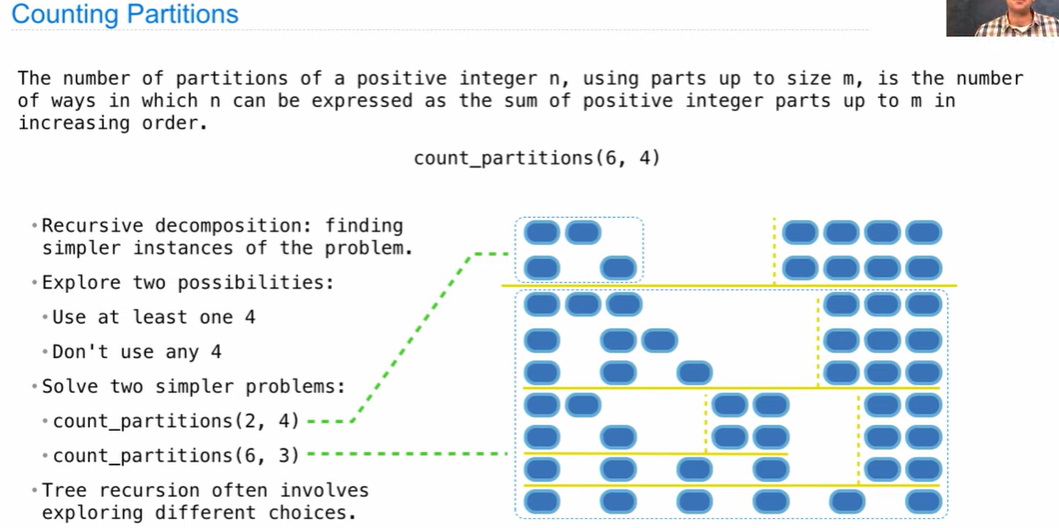 Counting Partitions
The number of partitions of a positive integer n, using parts up to size m, is the number
of ways in which n can be expressed as the sum of positive integer parts up to m in
increasing order.
count_partitions(6, 4)
•Recursive decomposition: finding
simpler instances of the problem.
•Explore two possibilities:
•Use at least one 4
•Don't use any 4
•Solve two simpler problems:
•count_partitions(2, 4)
•count_partitions(6, 3)
•Tree recursion often involves
exploring different choices.